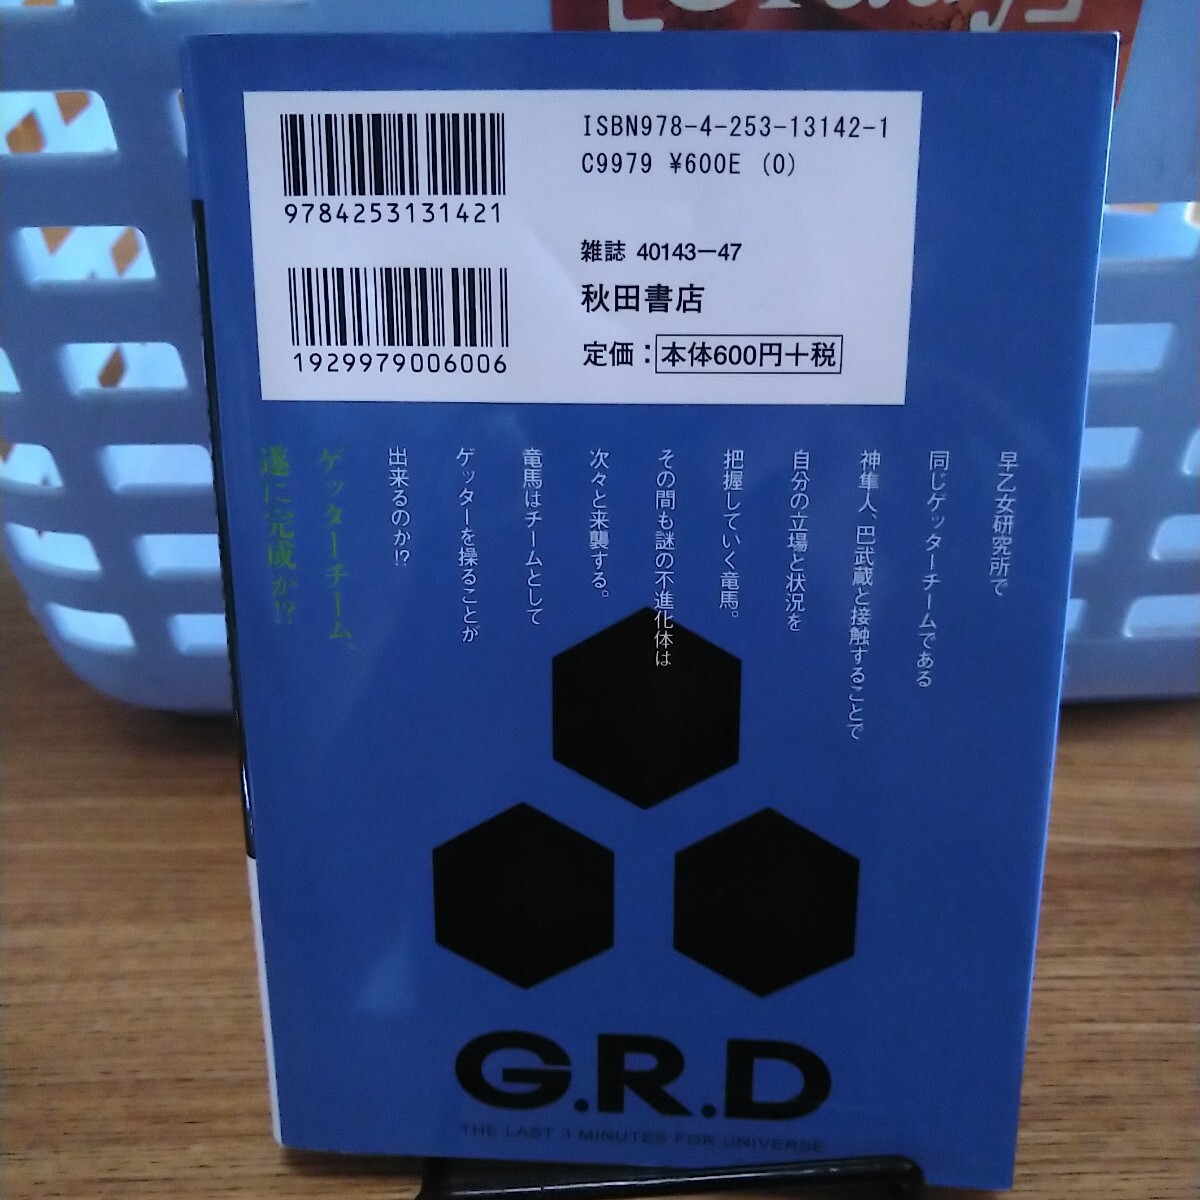 ISBN978-4-253-13142-1
C9979 ¥600E (0)
9784253131421
雑誌 40143-47
秋田書店
1929979006006
定価：本体600円+税
早乙女研究所で
同じゲッターチームである
神隼人、巴武蔵と接触することで
自分の立場と状況を
把握していく竜馬。
その間も謎の不進化体は
次々と来襲する。
竜馬はチームとして
ゲッターを操ることが
出来るのか!?
ゲッターチーム、
遂に完成か!?
G.R.D
THE LAST 3 MINUTES FOR UNIVERSE